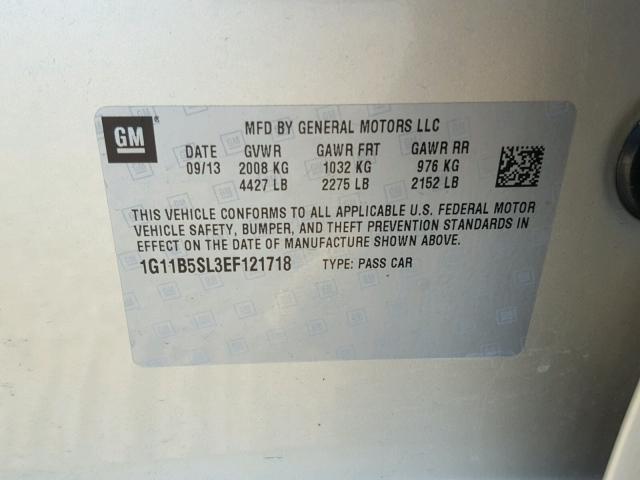 GM MFD BY GENERAL MOTORS LLC
DATE GVWR GAWR FRT GAWR RR
09/13 2008 KG 1032 KG 976 KG
4427 LB 2275 LB 2152 LB
THIS VEHICLE CONFORMS TO ALL APPLICABLE U.S. FEDERAL MOTOR
VEHICLE SAFETY, BUMPER, AND THEFT PREVENTION STANDARDS IN
EFFECT ON THE DATE OF MANUFACTURE SHOWN ABOVE.
1G11B5SL3EF121718 TYPE: PASS CAR